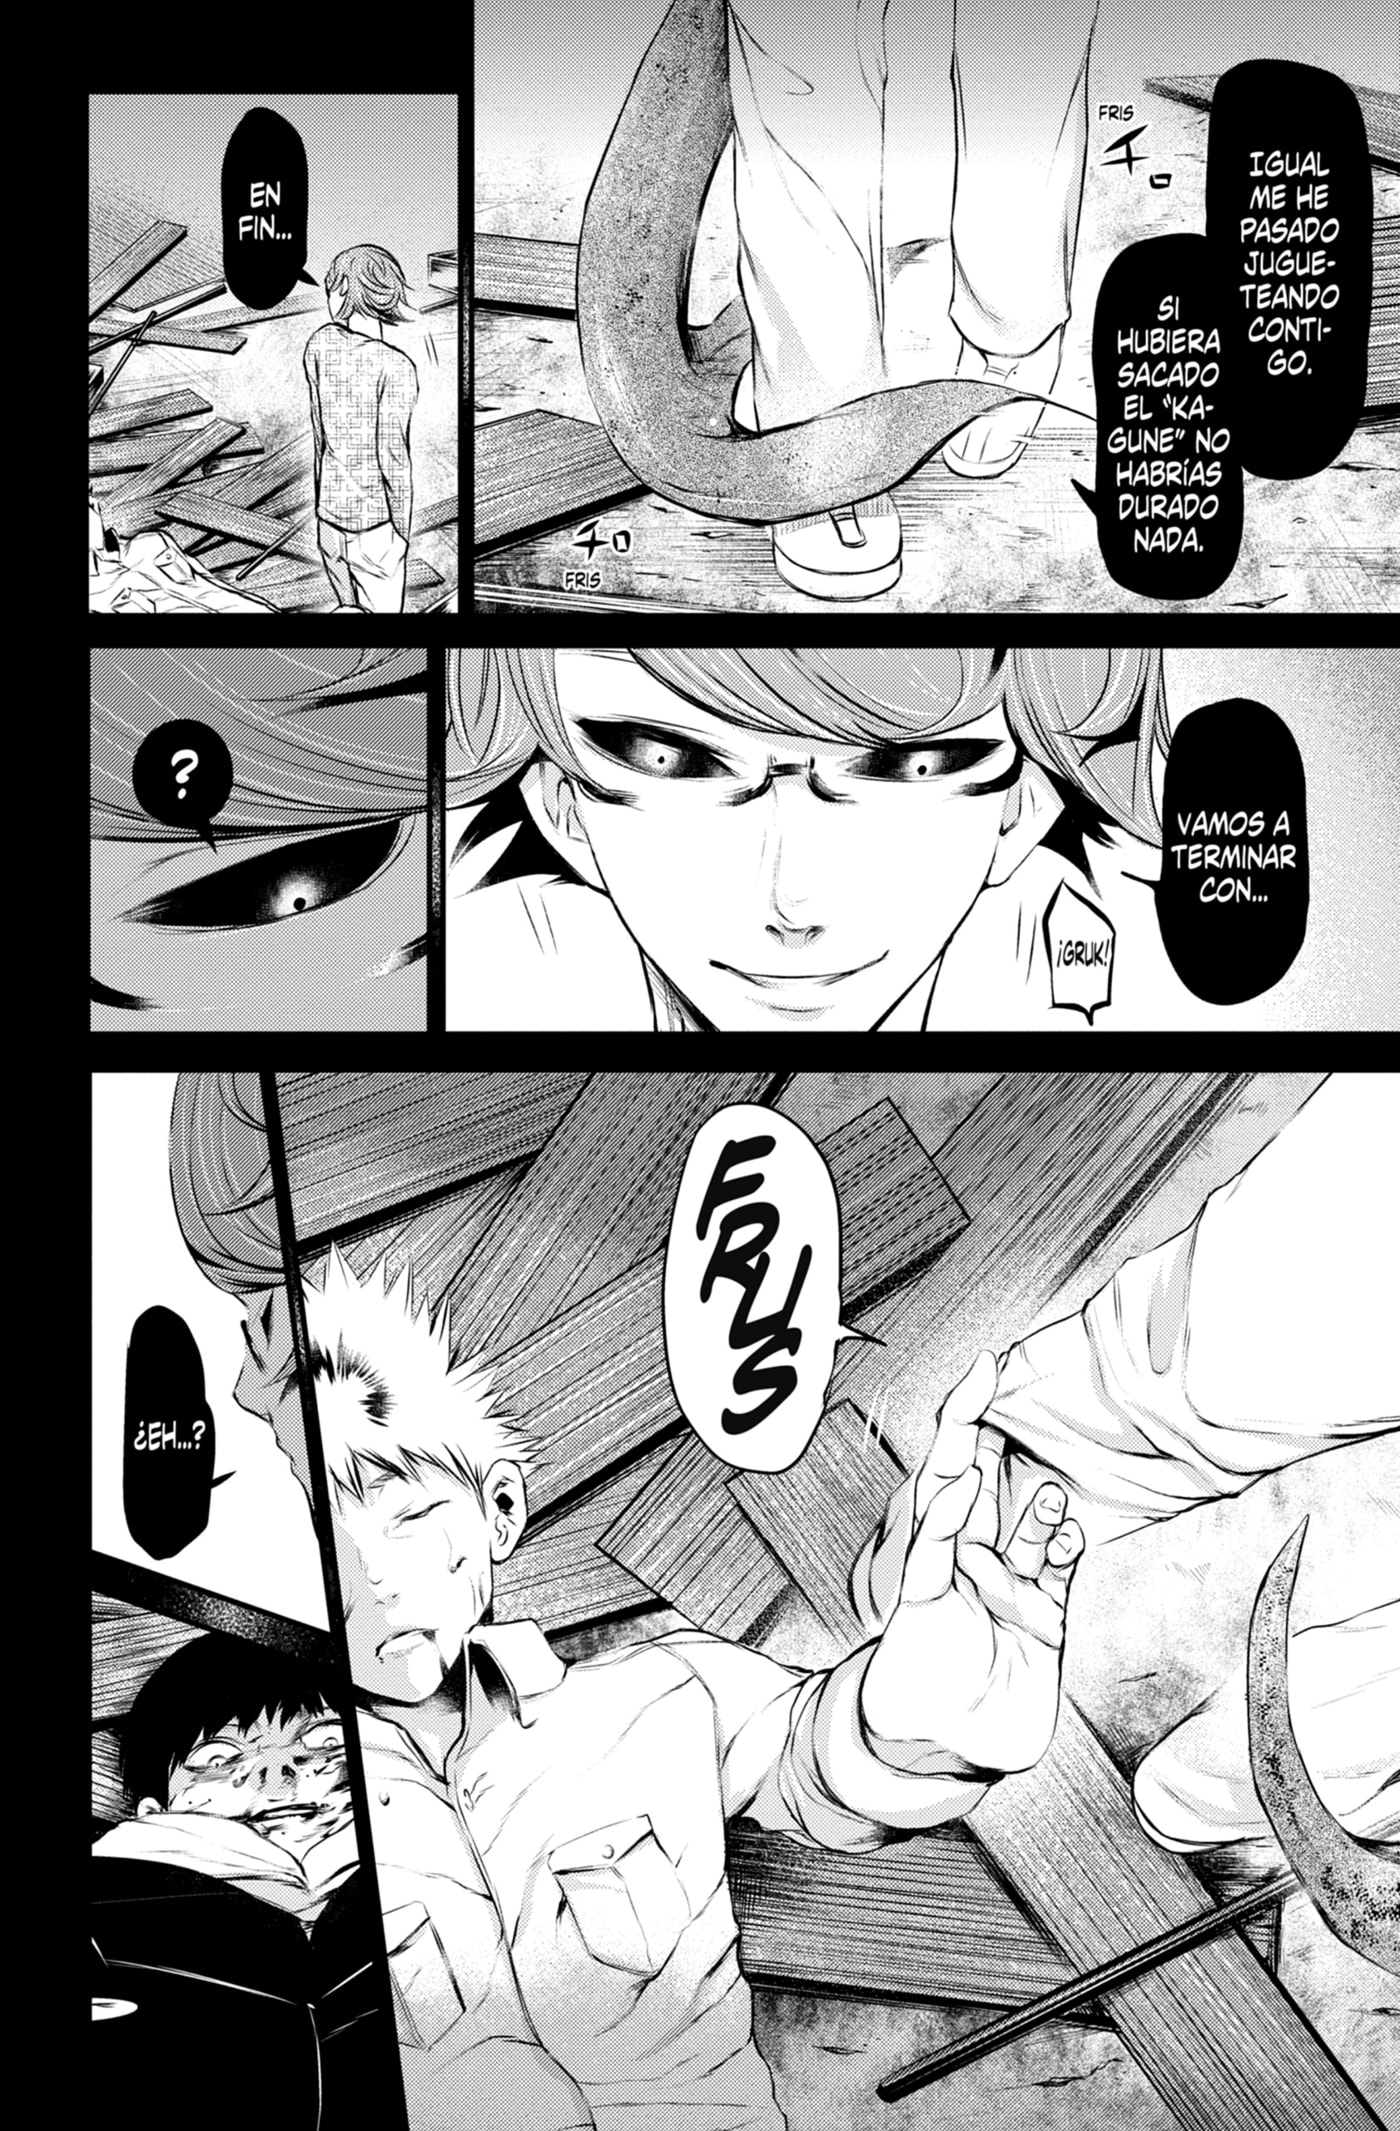 IGUAL
ME HE
PASADO
JUGUE-
TEANDO
CONTI-
GO.
SI
HUBIERA
SACADO
EL "KA-
GUNE" NO
HABRÍAS
DURADO
NADA.
FRIS
FRIS
EN
FIN...
VAMOS A
TERMINAR
CON...
¡GRUK!
?
FRUS
¿EH...?